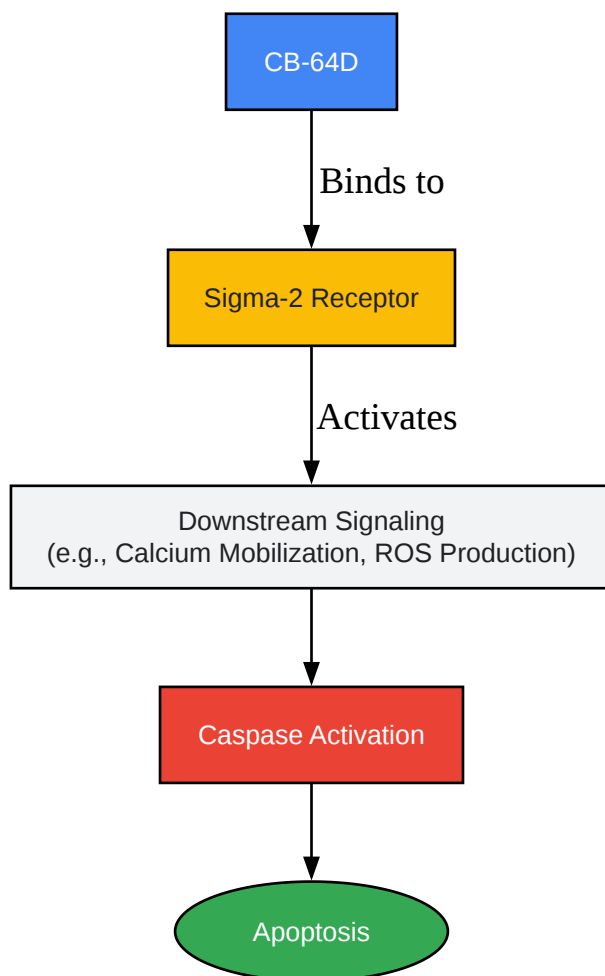 CB-64D
Binds to
Sigma-2 Receptor
Activates
Downstream Signaling
(e.g., Calcium Mobilization, ROS Production)
Caspase Activation
Apoptosis